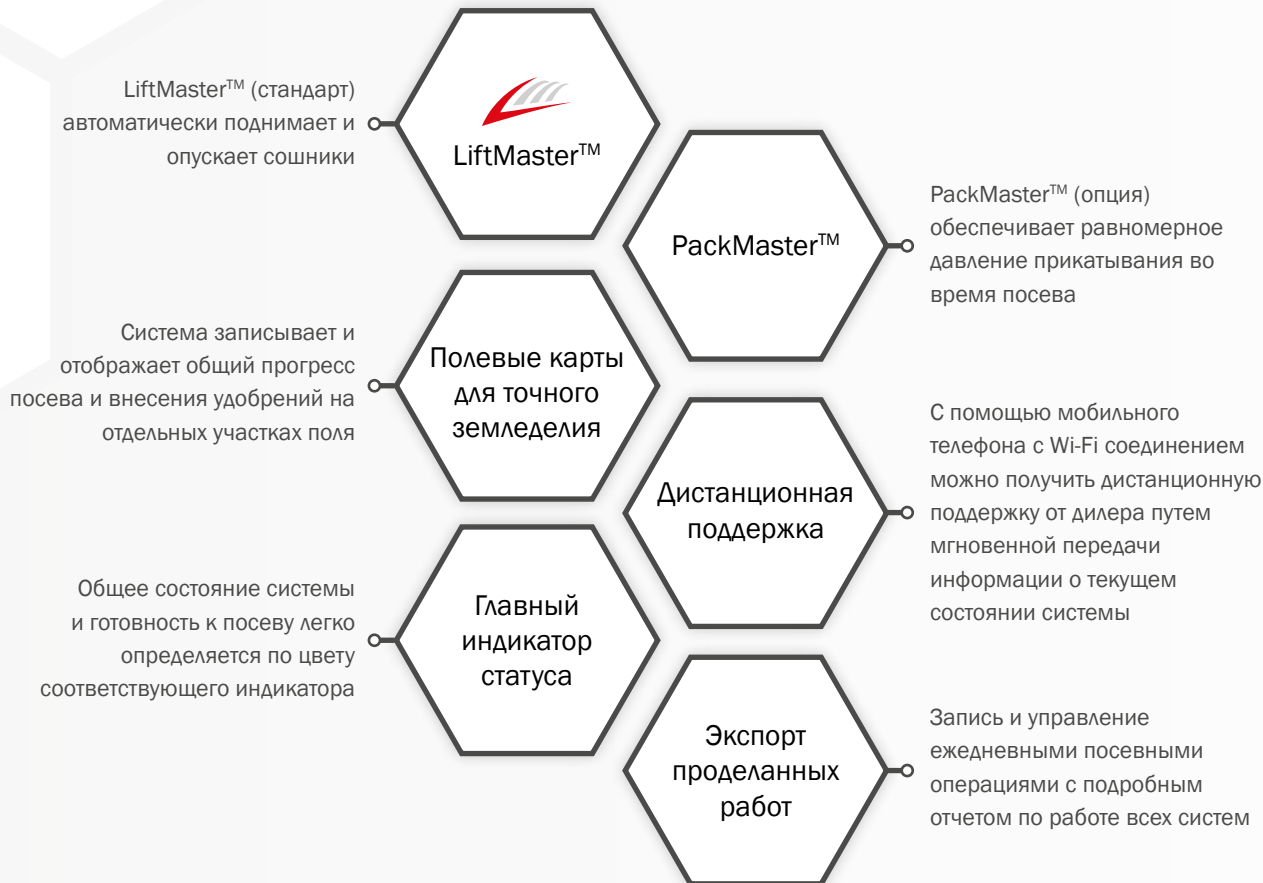 LiftMaster™ (стандарт)
автоматически поднимает и
опускает сошники
LiftMaster™
PackMaster™
PackMaster™ (опция)
обеспечивает равномерное
давление прикатывания во
время посева
Система записывает и
отображает общий прогресс
посева и внесения удобрений на
отдельных участках поля
Полевые карты
для точного
земледелия
Дистанционная
поддержка
С помощью мобильного
телефона с Wi-Fi соединением
можно получить дистанционную
поддержку от дилера путем
мгновенной передачи
информации о текущем
состоянии системы
Общее состояние системы
и готовность к посеву легко
определяется по цвету
соответствующего индикатора
Главный
индикатор
статуса
Экспорт
проделанных
работ
Запись и управление
ежедневными посевными
операциями с подробным
отчетом по работе всех систем